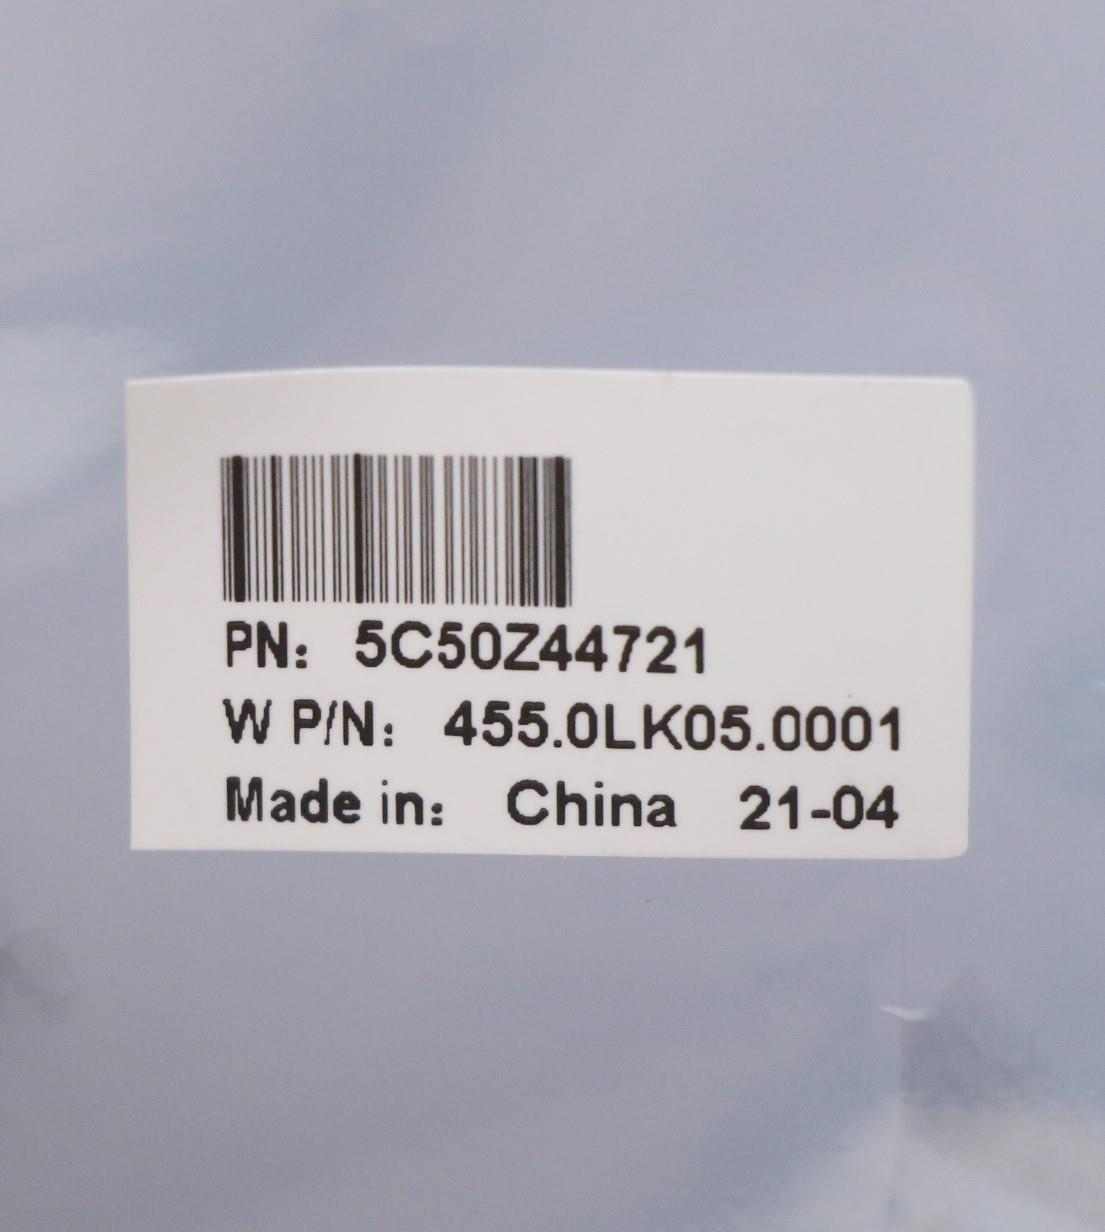 PN: 5C50Z44721
W P/N: 455.0LK05.0001
Made in: China 21-04